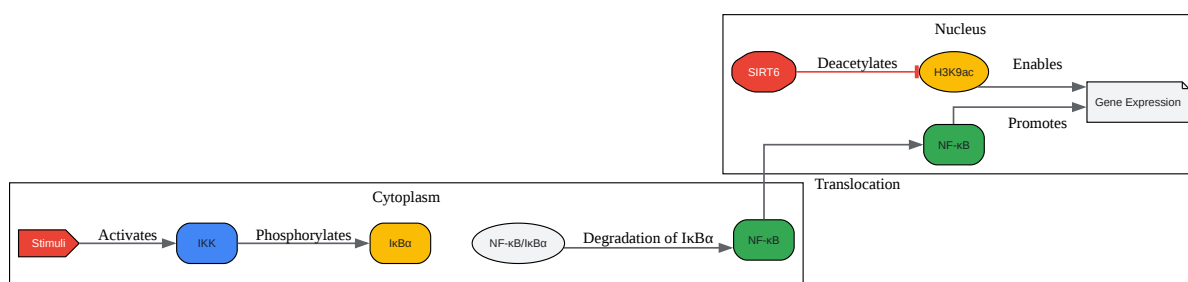 Nucleus
SIRT6
Deacetylates
H3K9ac
Enables
Gene Expression
Promotes
NF-κB
Translocation
Cytoplasm
Stimuli
Activates
IKK
Phosphorylates
IκBα
NF-κB/IκBα
Degradation of IκBα
NF-κB